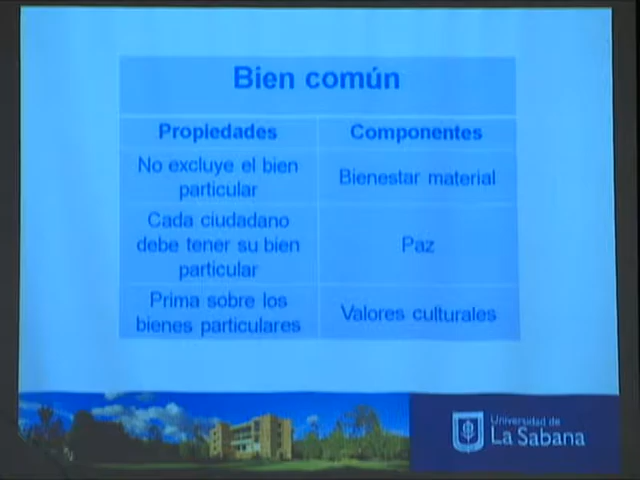 Bien común
Propiedades
Componentes
No excluye el bien
particular
Bienestar material
Cada ciudadano
debe tener su bien
particular
Paz
Prima sobre los
bienes particulares
Valores culturales
Universidad de
La Sabana